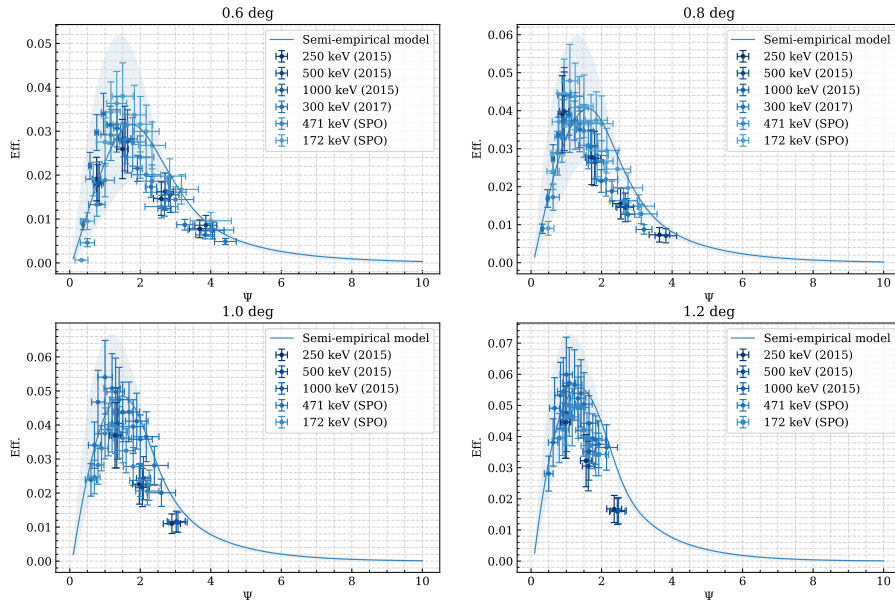 0.6 deg
0.05
0.04
0.03
0.02
0.01
0.00
Eff.
Semi-empirical model
250 keV (2015)
500 keV (2015)
1000 keV (2015)
300 keV (2017)
471 keV (SPO)
172 keV (SPO)
0 2 4 6 8 10
Ψ
0.8 deg
0.06
0.05
0.04
0.03
0.02
0.01
0.00
Eff.
Semi-empirical model
250 keV (2015)
500 keV (2015)
1000 keV (2015)
300 keV (2017)
471 keV (SPO)
172 keV (SPO)
0 2 4 6 8 10
Ψ
1.0 deg
0.06
0.05
0.04
0.03
0.02
0.01
0.00
Eff.
Semi-empirical model
250 keV (2015)
500 keV (2015)
1000 keV (2015)
471 keV (SPO)
172 keV (SPO)
0 2 4 6 8 10
Ψ
1.2 deg
0.07
0.06
0.05
0.04
0.03
0.02
0.01
0.00
Eff.
Semi-empirical model
250 keV (2015)
500 keV (2015)
1000 keV (2015)
471 keV (SPO)
172 keV (SPO)
0 2 4 6 8 10
Ψ